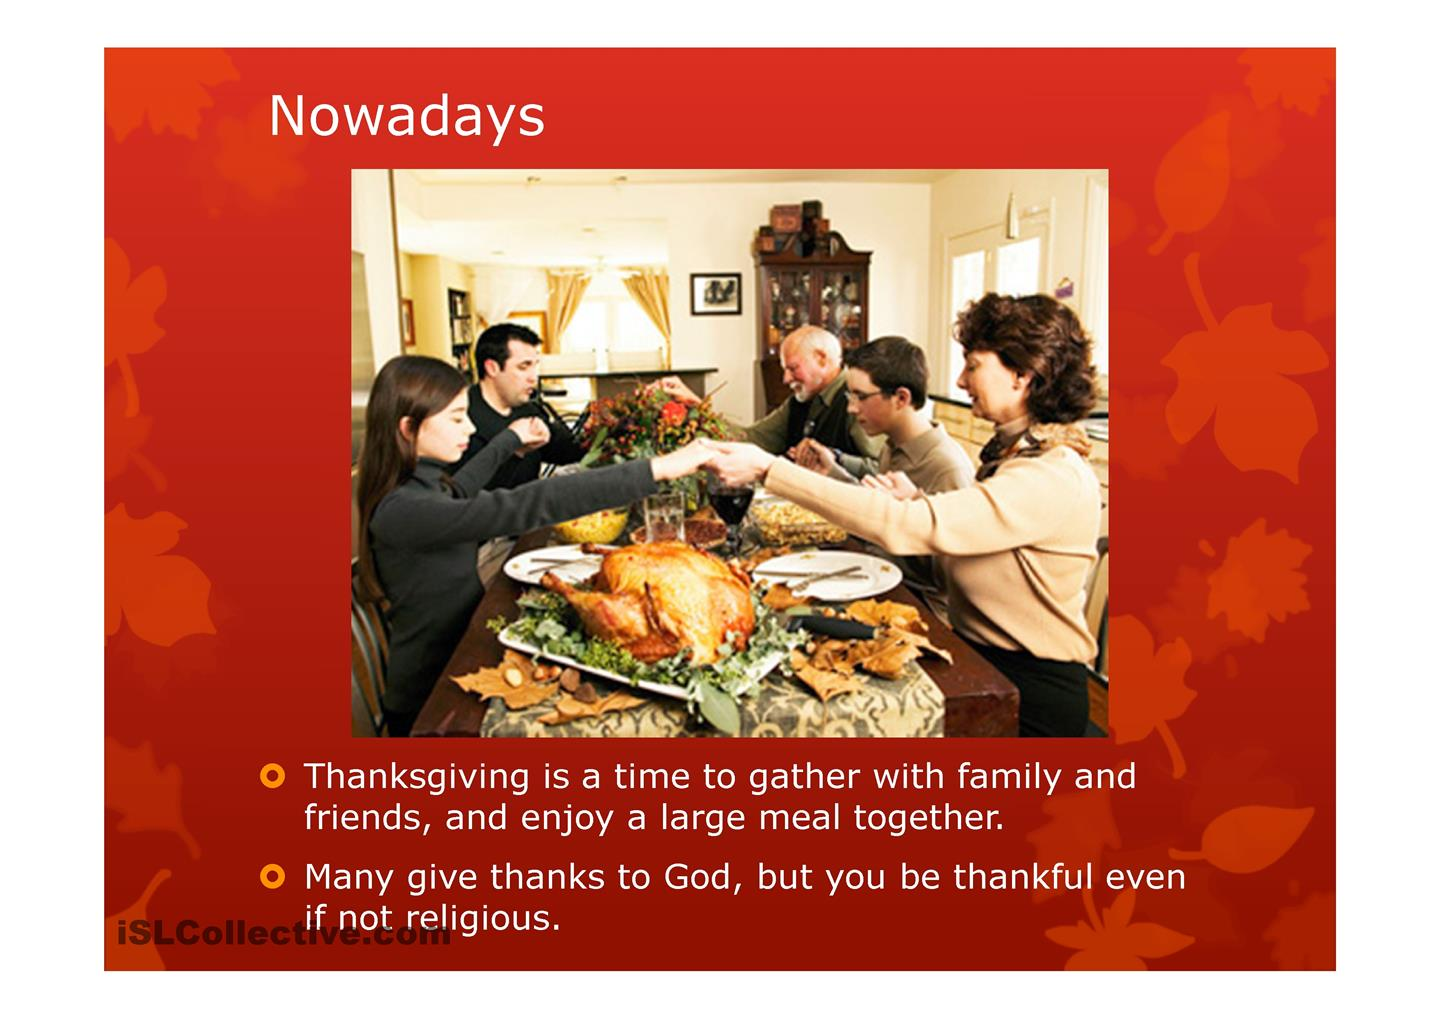 Nowadays
Thanksgiving is a time to gather with family and
friends, and enjoy a large meal together.
Many give thanks to God, but you be thankful even
if not religious.
iSLCollective.com